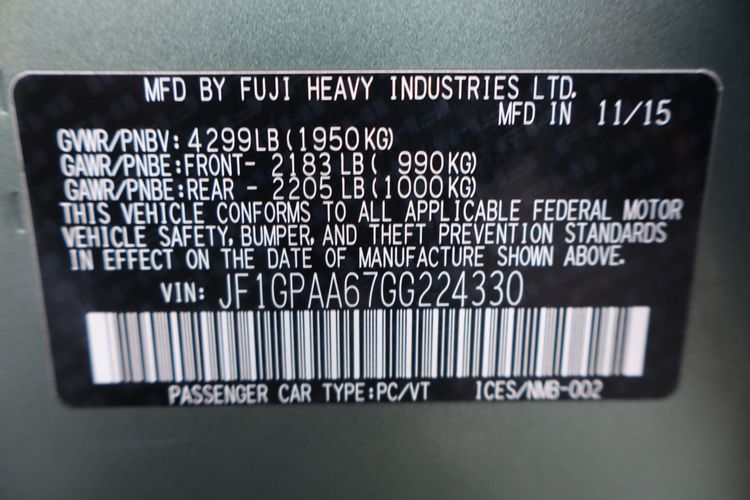 MFD BY FUJI HEAVY INDUSTRIES LTD.
MFD IN 11/15
GVWR/PNBV: 4299LB (1950KG)
GAWR/PNBE:FRONT- 2183 LB ( 990KG)
GAWR/PNBE:REAR - 2205 LB (1000KG)
THIS VEHICLE CONFORMS TO ALL APPLICABLE FEDERAL MOTOR
VEHICLE SAFETY, BUMPER, AND THEFT PREVENTION STANDARDS
IN EFFECT ON THE DATE OF MANUFACTURE SHOWN ABOVE.
VIN: JF1GPAA67GG224330
PASSENGER CAR TYPE:PC/VT ICES/NMB-002